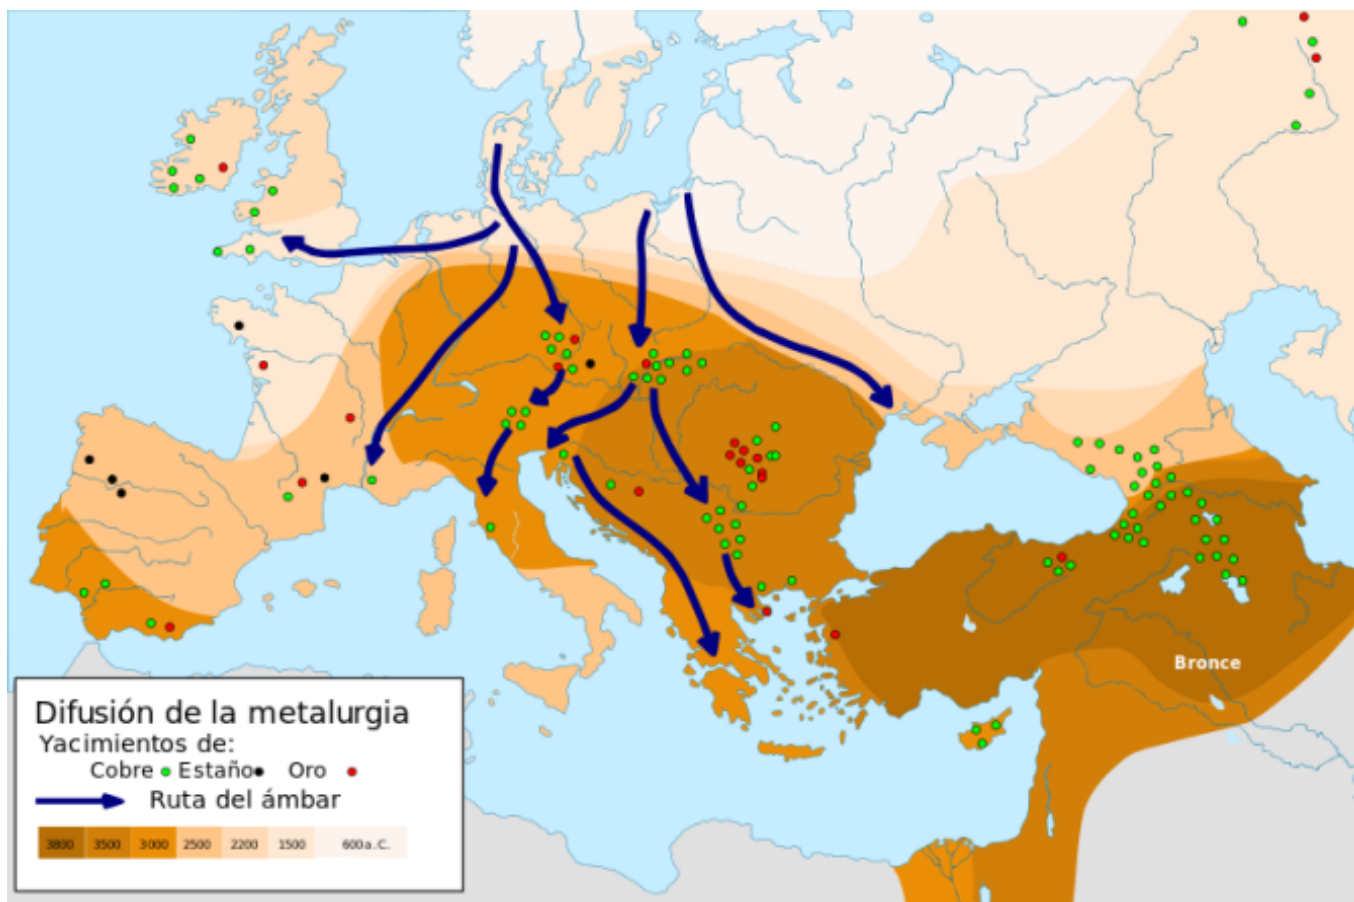 Bronce
Difusión de la metalurgia
Yacimientos de:
Cobre Estaño Oro
Ruta del ámbar
3800 3500 3000 2500 2200 1500 600a.C.